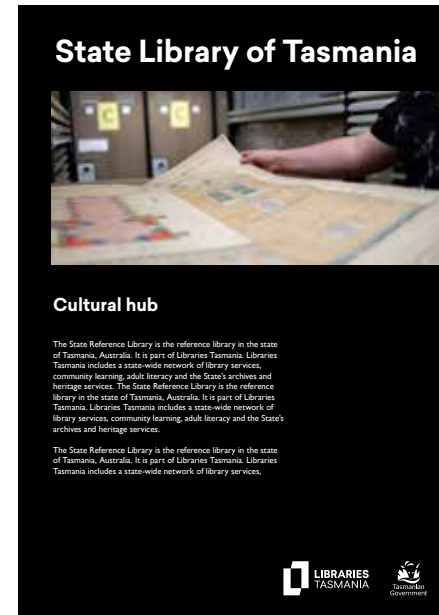 State Library of Tasmania
C
C
Cultural hub
The State Reference Library is the reference library in the state
of Tasmania, Australia. It is part of Libraries Tasmania. Libraries
Tasmania includes a state-wide network of library services,
community learning, adult literacy and the State's archives and
heritage services. The State Reference Library is the reference
library in the state of Tasmania, Australia. It is part of Libraries
Tasmania. Libraries Tasmania includes a state-wide network of
library services, community learning, adult literacy and the State's
archives and heritage services.
The State Reference Library is the reference library in the state
of Tasmania, Australia. It is part of Libraries Tasmania. Libraries
Tasmania includes a state-wide network of library services,
LIBRARIES
TASMANIA
Tasmanian
Government